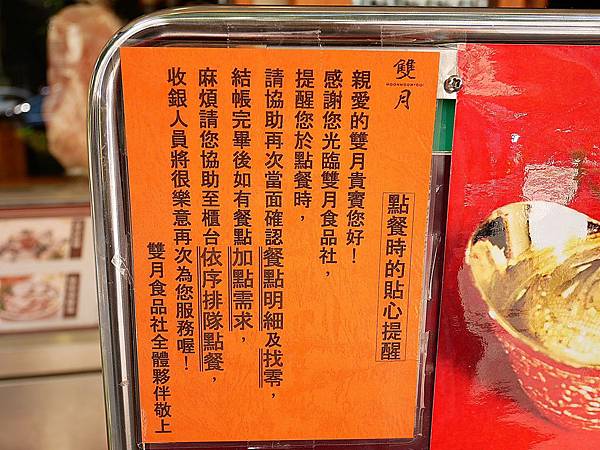 雙月
MOONMOONFOOD
點餐時的貼心提醒
親愛的雙月貴賓您好！
感謝您光臨雙月食品社，
提醒您於點餐時，
請協助再次當面確認餐點明細及找零，
結帳完畢後如有餐點加點需求，
麻煩請您協助至櫃台依序排隊點餐，
收銀人員將很樂意再次為您服務喔！
雙月食品社全體夥伴敬上